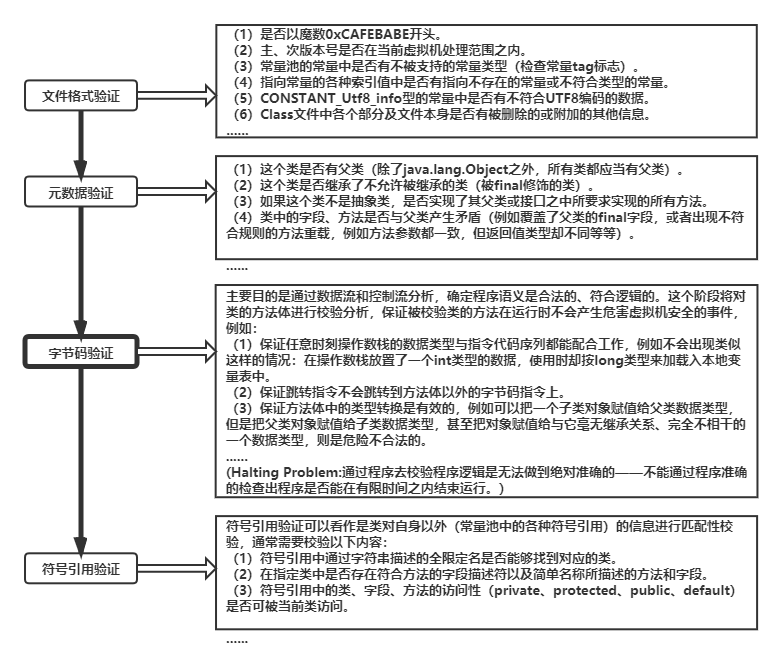 文件格式验证
（1）是否以魔数0xCAFEBABE开头。
（2）主、次版本号是否在当前虚拟机处理范围之内。
（3）常量池的常量中是否有不被支持的常量类型（检查常量tag标志）。
（4）指向常量的各种索引值中是否有指向不存在的常量或不符合类型的常量。
（5）CONSTANT_Utf8_info型的常量中是否有不符合UTF8编码的数据。
（6）Class文件中各个部分及文件本身是否有被删除的或附加的其他信息。
......
元数据验证
（1）这个类是否有父类（除了java.lang.Object之外，所有类都应当有父类）。
（2）这个类是否继承了不允许被继承的类（被final修饰的类）。
（3）如果这个类不是抽象类，是否实现了其父类或接口之中所要求实现的所有方法。
（4）类中的字段、方法是否与父类产生矛盾（例如覆盖了父类的final字段，或者出现不符
合规则的方法重载，例如方法参数都一致，但返回值类型却不同等等）。
......
字节码验证
主要目的是通过数据流和控制流分析，确定程序语义是合法的、符合逻辑的。这个阶段将对
类的方法体进行校验分析，保证被校验类的方法在运行时不会产生危害虚拟机安全的事件，
例如：
（1）保证任意时刻操作数栈的数据类型与指令代码序列都能配合工作，例如不会出现类似
这样的情况：在操作数栈放置了一个int类型的数据，使用时却按long类型来加载入本地变
量表中。
（2）保证跳转指令不会跳转到方法体以外的字节码指令上。
（3）保证方法体中的类型转换是有效的，例如可以把一个子类对象赋值给父类数据类型，
但是把父类对象赋值给子类数据类型，甚至把对象赋值给与它毫无继承关系、完全不相干的
一个数据类型，则是危险不合法的。
......
(Halting Problem:通过程序去校验程序逻辑是无法做到绝对准确的——不能通过程序准确
的检查出程序是否能在有限时间之内结束运行。)
符号引用验证
符号引用验证可以看作是类对自身以外（常量池中的各种符号引用）的信息进行匹配性校
验，通常需要校验以下内容：
（1）符号引用中通过字符串描述的全限定名是否能够找到对应的类。
（2）在指定类中是否存在符合方法的字段描述符以及简单名称所描述的方法和字段。
（3）符号引用中的类、字段、方法的访问性（private、protected、public、default）
是否可被当前类访问。
......